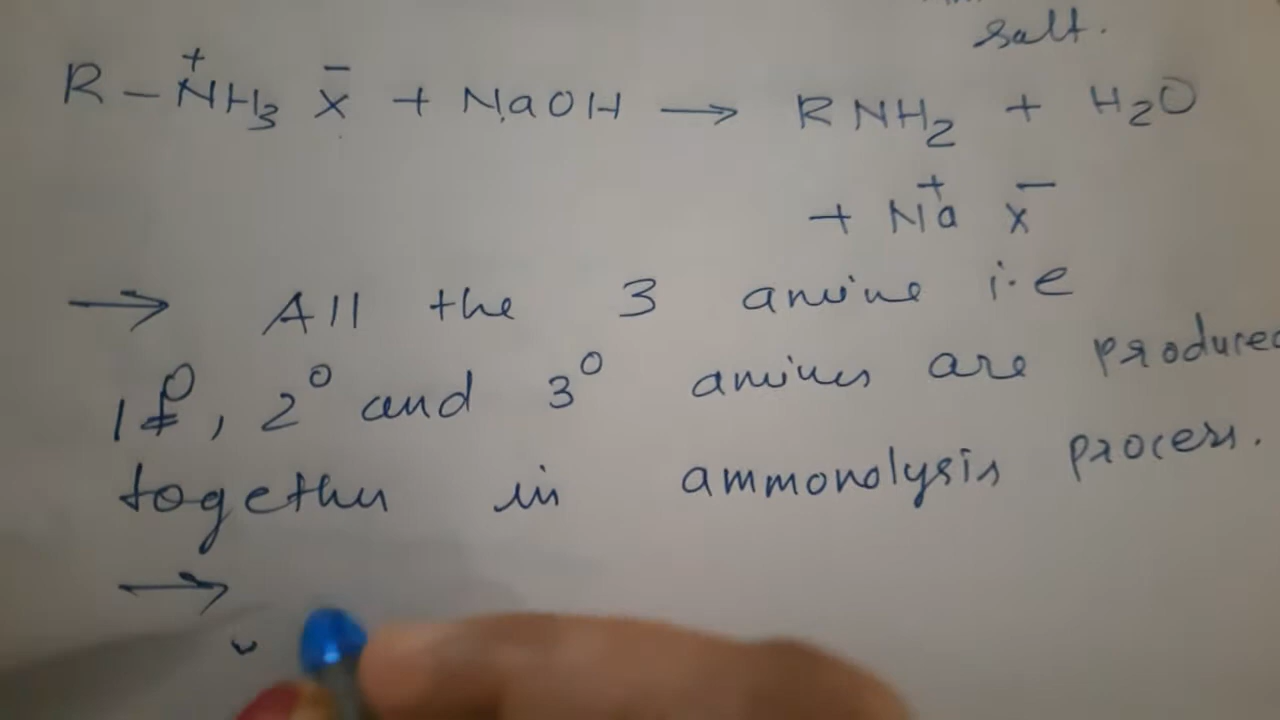 salt.
R – N⁺H₃ X⁻ + NaOH ⟶ RNH₂ + H₂O
+ Na⁺ X⁻
→ All the 3 amine i.e
1°, 2° and 3° amines are produced
together in ammonolysis process.
→